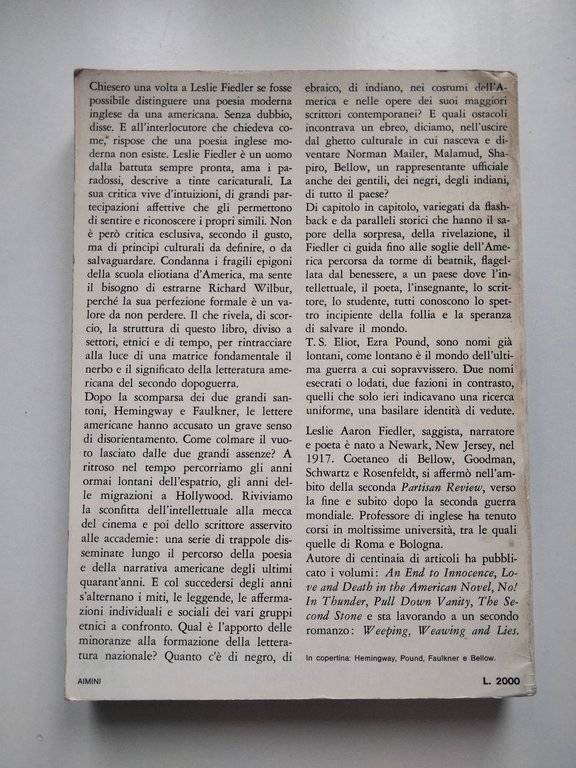 Chiesero una volta a Leslie Fiedler se fosse
possibile distinguere una poesia moderna
inglese da una americana. Senza dubbio,
disse. E all'interlocutore che chiedeva co-
me, rispose che una poesia inglese mo-
derna non esiste. Leslie Fiedler è un uomo
dalla battuta sempre pronta, ama i pa-
radossi, descrive a tinte caricaturali. La
sua critica vive d'intuizioni, di grandi par-
tecipazioni affettive che gli permettono
di sentire e riconoscere i propri simili. Non
è però critica esclusiva, secondo il gusto,
ma di principi culturali da definire, o da
salvaguardare. Condanna i fragili epigoni
della scuola eliotiana d'America, ma sente
il bisogno di estrarne Richard Wilbur,
perché la sua perfezione formale è un va-
lore da non perdere. Il che rivela, di scor-
cio, la struttura di questo libro, diviso a
settori, etnici e di tempo, per rintracciare
alla luce di una matrice fondamentale il
nerbo e il significato della letteratura ame-
ricana del secondo dopoguerra.
Dopo la scomparsa dei due grandi san-
toni, Hemingway e Faulkner, le lettere
americane hanno accusato un grave senso
di disorientamento. Come colmare il vuo-
to lasciato dalle due grandi assenze? A
ritroso nel tempo percorriamo gli anni
ormai lontani dell'espatrio, gli anni del-
le migrazioni a Hollywood. Riviviamo
la sconfitta dell'intellettuale alla mecca
del cinema e poi dello scrittore asservito
alle accademie: una serie di trappole dis-
seminate lungo il percorso della poesia
e della narrativa americane degli ultimi
quarant'anni. E col succedersi degli anni
s'alternano i miti, le leggende, le afferma-
zioni individuali e sociali dei vari gruppi
etnici a confronto. Qual è l'apporto delle
minoranze alla formazione della lettera-
tura nazionale? Quanto c'è di negro, di
ebraico, di indiano, nei costumi dell'A-
merica e nelle opere dei suoi maggiori
scrittori contemporanei? E quali ostacoli
incontrava un ebreo, diciamo, nell'uscire
dal ghetto culturale in cui nasceva e di-
ventare Norman Mailer, Malamud, Sha-
piro, Bellow, un rappresentante ufficiale
anche dei gentili, dei negri, degli indiani,
di tutto il paese?
Di capitolo in capitolo, variegati da flash-
back e da paralleli storici che hanno il sa-
pore della sorpresa, della rivelazione, il
Fiedler ci guida fino alle soglie dell'Ame-
rica percorsa da torme di beatnik, flagel-
lata dal benessere, a un paese dove l'in-
tellettuale, il poeta, l'insegnante, lo scrit-
tore, lo studente, tutti conoscono lo spet-
tro incipiente della follia e la speranza
di salvare il mondo.
T. S. Eliot, Ezra Pound, sono nomi già
lontani, come lontano è il mondo dell'ulti-
ma guerra a cui sopravvissero. Due nomi
esecrati o lodati, due fazioni in contrasto,
quelli che solo ieri indicavano una ricerca
uniforme, una basilare identità di vedute.
Leslie Aaron Fiedler, saggista, narratore
e poeta è nato a Newark, New Jersey, nel
1917. Coetaneo di Bellow, Goodman,
Schwartz e Rosenfeldt, si affermò nell'am-
bito della seconda Partisan Review, verso
la fine e subito dopo la seconda guerra
mondiale. Professore di inglese ha tenuto
corsi in moltissime università, tra le quali
quelle di Roma e Bologna.
Autore di centinaia di articoli ha pubbli-
cato i volumi: An End to Innocence, Lo-
ve and Death in the American Novel, No!
In Thunder, Pull Down Vanity, The Se-
cond Stone e sta lavorando a un secondo
romanzo: Weeping, Weawing and Lies.
In copertina: Hemingway, Pound, Faulkner e Bellow.
AIMINI
L. 2000